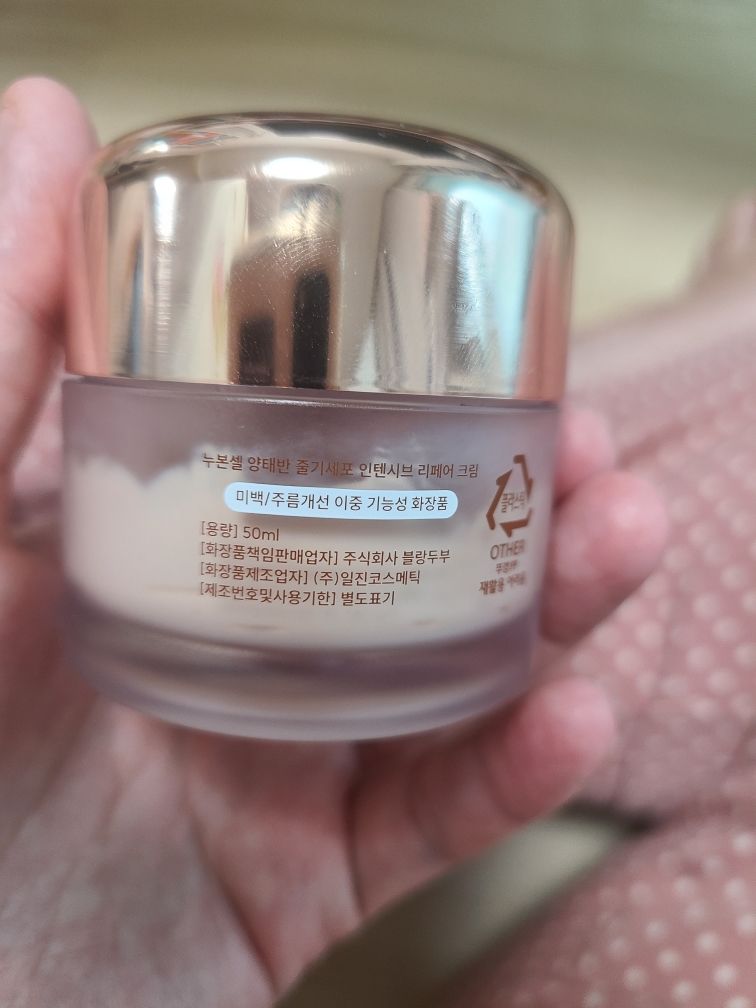 누본셀 양태반 줄기세포 인텐시브 리페어 크림
미백/주름개선 이중 기능성 화장품
[용량] 50ml
[화장품책임판매업자] 주식회사 블랑두부
[화장품제조업자] (주)일진코스메틱
[제조번호및사용기한] 별도표기
플라스틱
OTHER
재활용 어려움